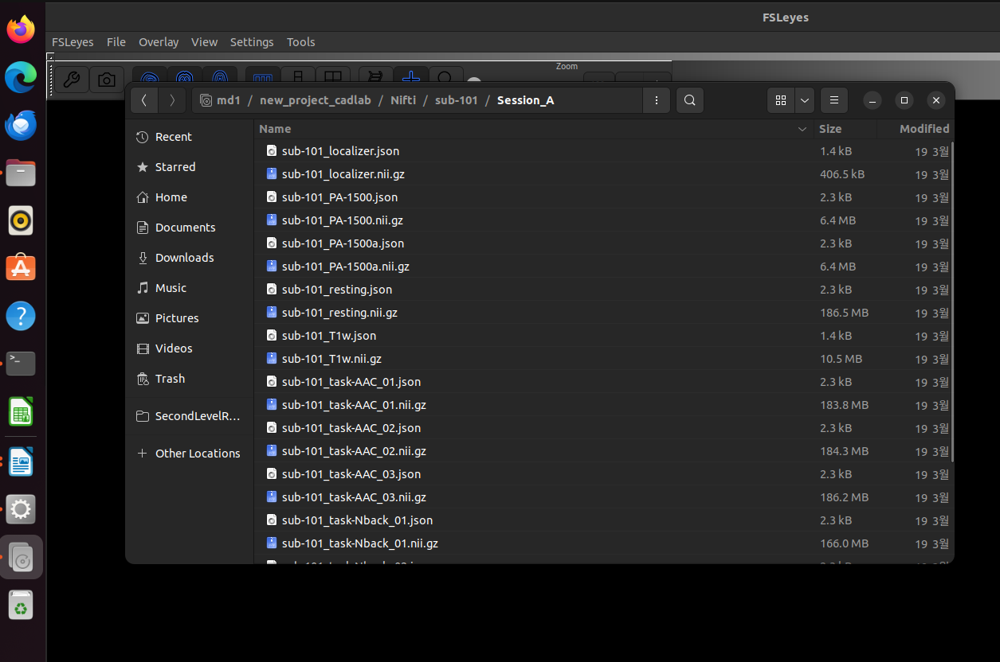 FSLeyes
FSLeyes File Overlay View Settings Tools
Zoom
md1 / new_project_cadlab / Nifti / sub-101 / Session_A
Recent
Starred
Home
Documents
Downloads
Music
Pictures
Videos
Trash
SecondLevelR...
Other Locations
Name Size Modified
sub-101_localizer.json 1.4 kB 19 3월
sub-101_localizer.nii.gz 406.5 kB 19 3월
sub-101_PA-1500.json 2.3 kB 19 3월
sub-101_PA-1500.nii.gz 6.4 MB 19 3월
sub-101_PA-1500a.json 2.3 kB 19 3월
sub-101_PA-1500a.nii.gz 6.4 MB 19 3월
sub-101_resting.json 2.3 kB 19 3월
sub-101_resting.nii.gz 186.5 MB 19 3월
sub-101_T1w.json 1.4 kB 19 3월
sub-101_T1w.nii.gz 10.5 MB 19 3월
sub-101_task-AAC_01.json 2.3 kB 19 3월
sub-101_task-AAC_01.nii.gz 183.8 MB 19 3월
sub-101_task-AAC_02.json 2.3 kB 19 3월
sub-101_task-AAC_02.nii.gz 184.3 MB 19 3월
sub-101_task-AAC_03.json 2.3 kB 19 3월
sub-101_task-AAC_03.nii.gz 186.2 MB 19 3월
sub-101_task-Nback_01.json 2.3 kB 19 3월
sub-101_task-Nback_01.nii.gz 166.0 MB 19 3월